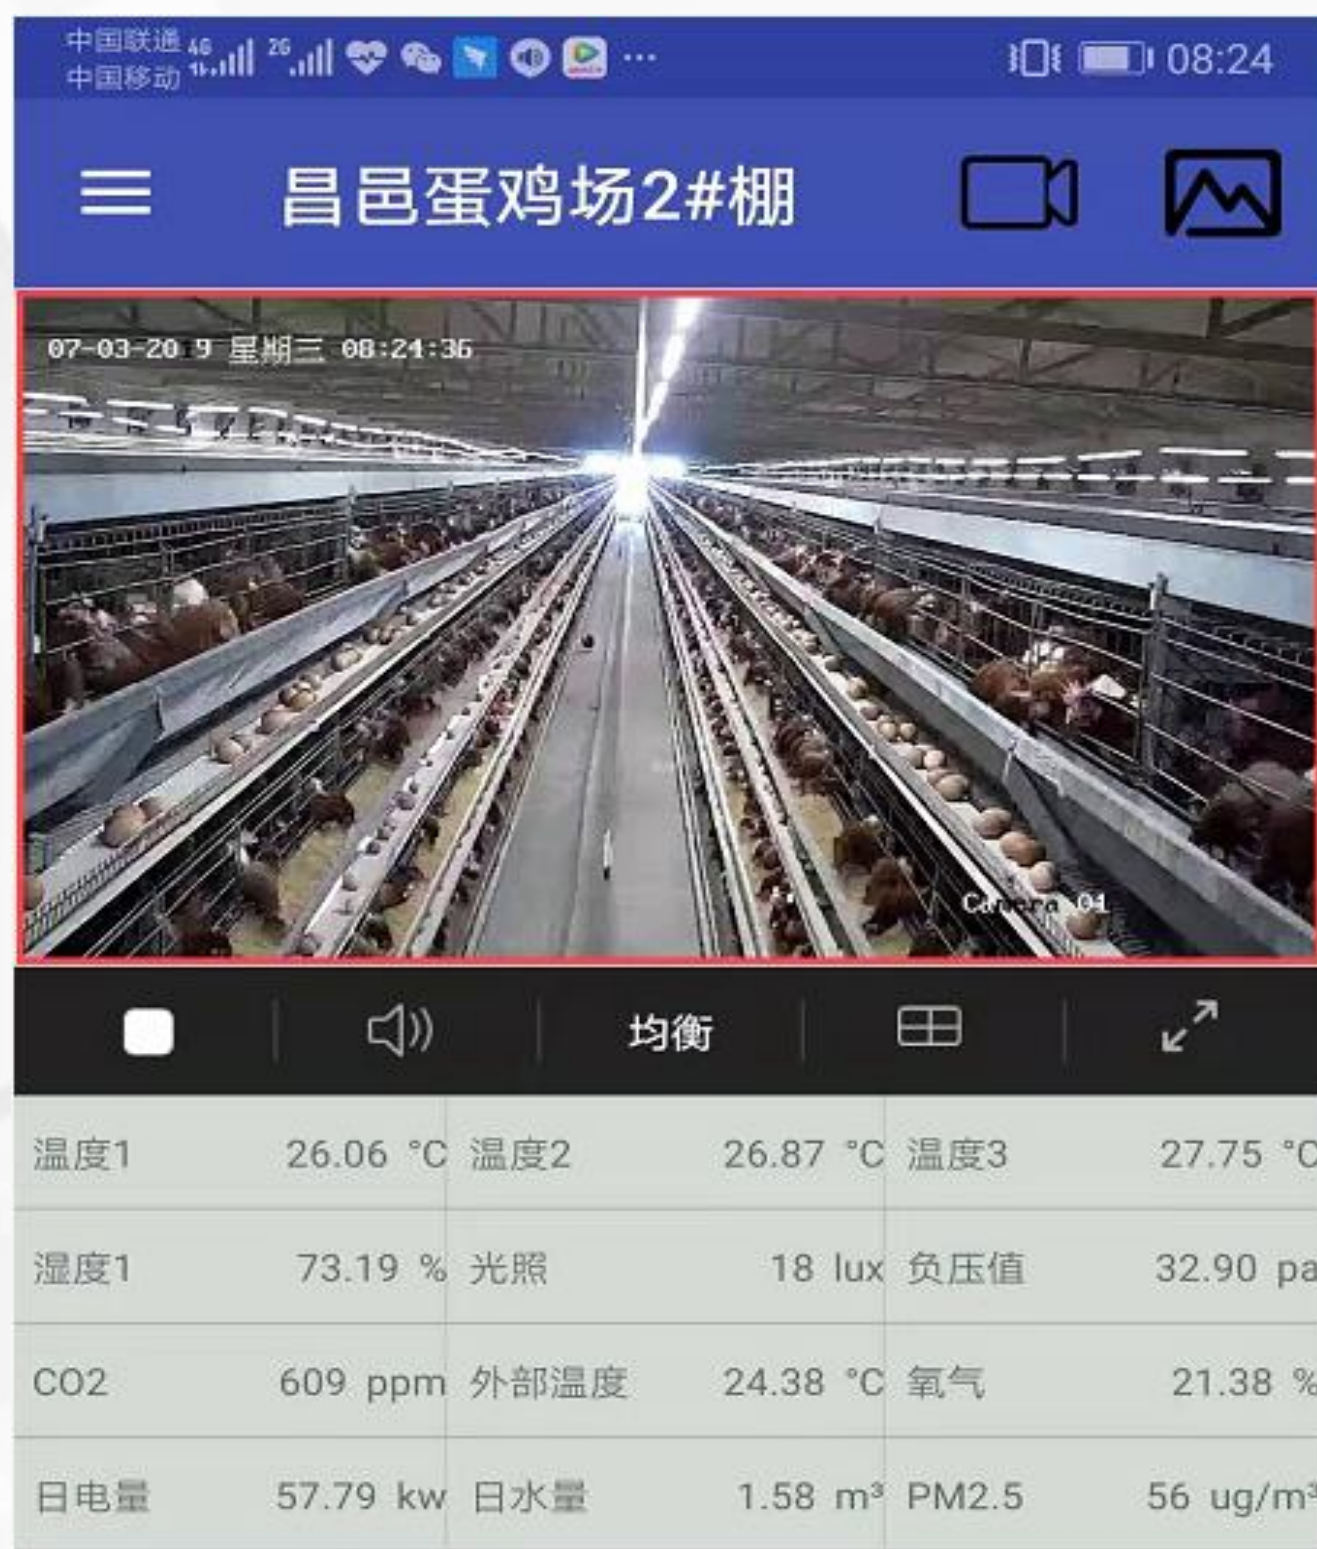 中国联通 4G 2G 08:24
中国移动
昌邑蛋鸡场2#棚
07-03-20 9 星期三 08:24:36
Camera 01
均衡
温度1 26.06 °C 温度2 26.87 °C 温度3 27.75 °C
湿度1 73.19 % 光照 18 lux 负压值 32.90 pa
CO2 609 ppm 外部温度 24.38 °C 氧气 21.38 %
日电量 57.79 kw 日水量 1.58 m³ PM2.5 56 ug/m³